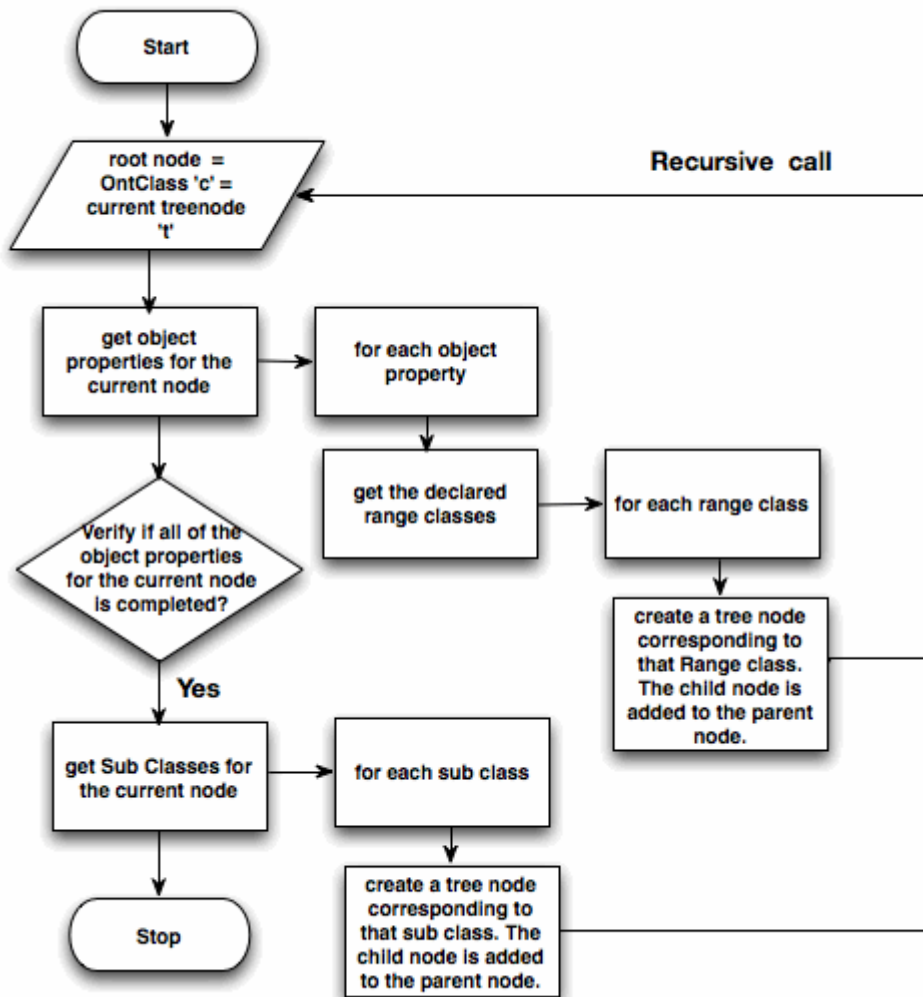 Start
root node =
OntClass 'c' =
current treenode
't'
Recursive call
get object
properties for the
current node
for each object
property
get the declared
range classes
for each range class
Verify if all of the
object properties
for the current node
is completed?
create a tree node
corresponding to
that Range class.
The child node is
added to the parent
node.
Yes
get Sub Classes for
the current node
for each sub class
create a tree node
corresponding to
that sub class. The
child node is added
to the parent node.
Stop